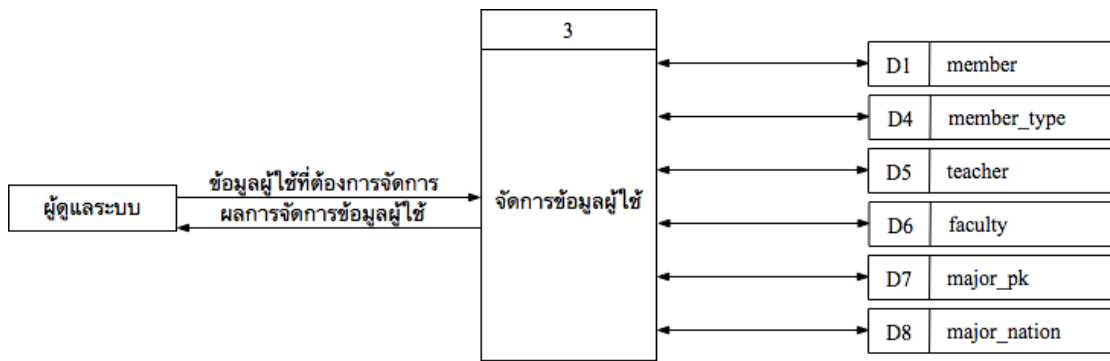 3
D1 member
D4 member_type
ข้อมูลผู้ใช้ที่ต้องการจัดการ
D5 teacher
ผู้ดูแลระบบ
ผลการจัดการข้อมูลผู้ใช้
จัดการข้อมูลผู้ใช้
D6 faculty
D7 major_pk
D8 major_nation